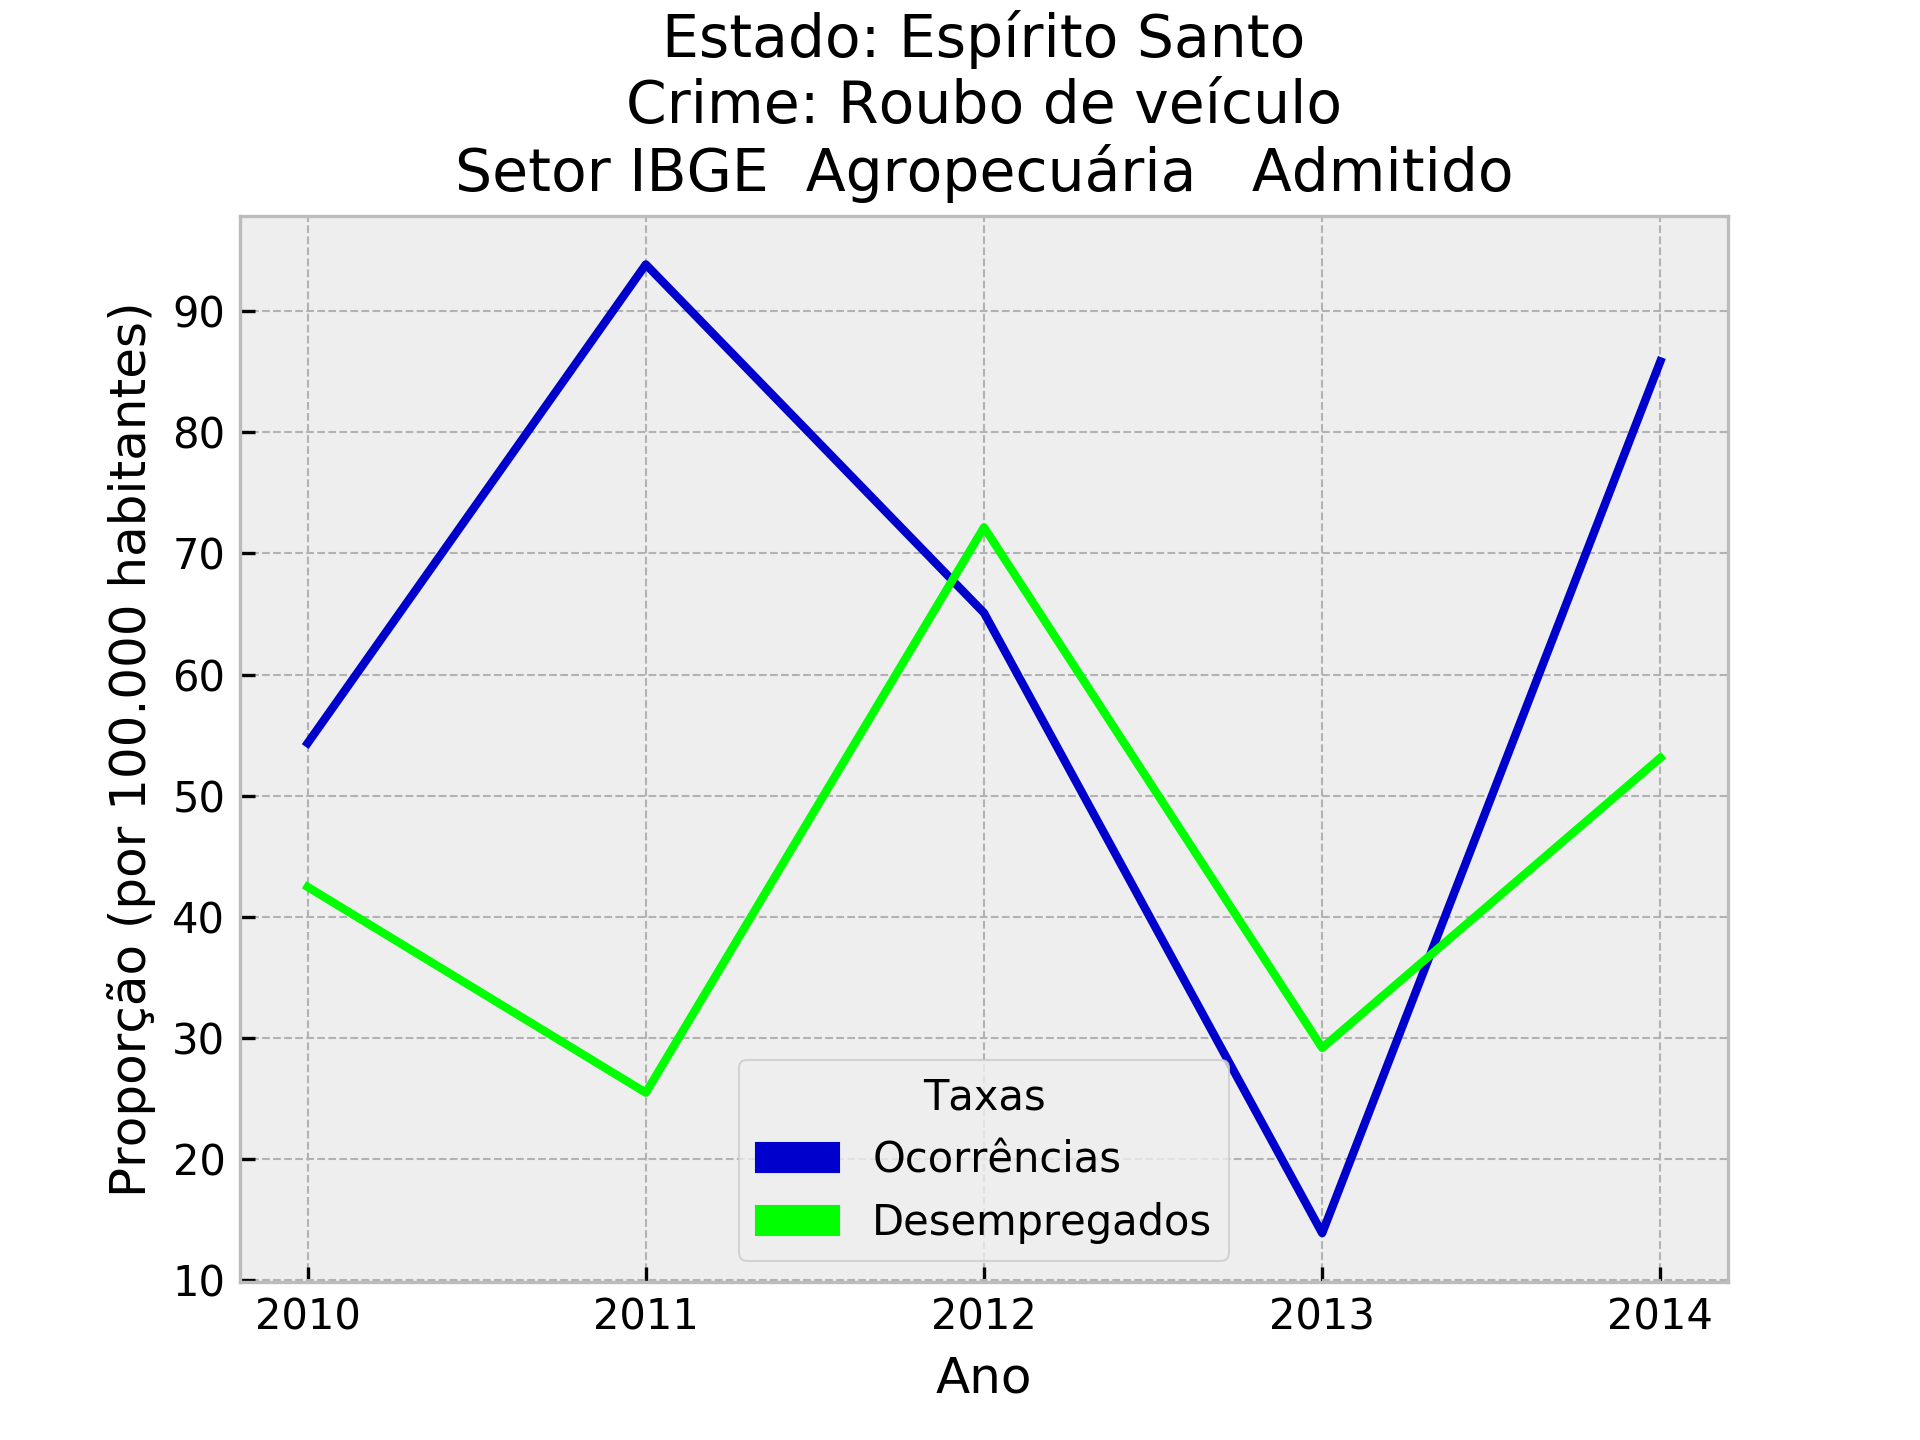 Estado: Espírito Santo
Crime: Roubo de veículo
Setor IBGE  Agropecuária   Admitido
Proporção (por 100.000 habitantes)
90
80
70
60
50
40
30
20
10
Taxas
Ocorrências
Desempregados
2010 2011 2012 2013 2014
Ano